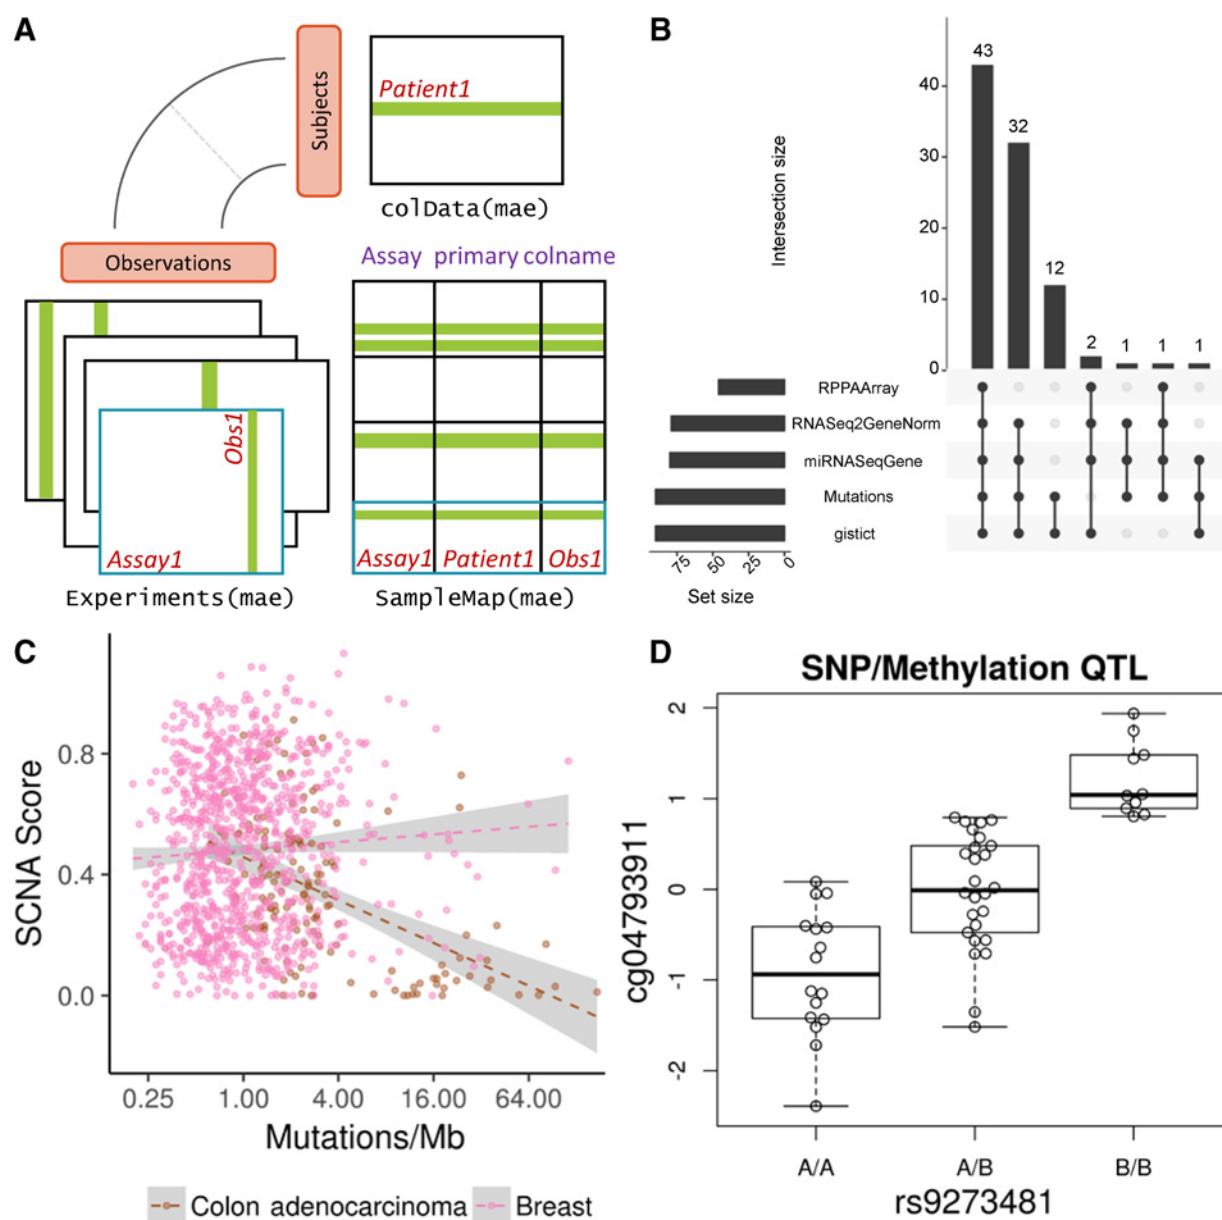 A
Subjects
Patient1
colData(mae)
Observations
Assay primary colname
Obs1
Assay1
Experiments(mae)
Assay1 Patient1 Obs1
SampleMap(mae)
B
Intersection size
40
30
20
10
0
43
32
12
2
1
1
1
RPPAArray
RNASeq2GeneNorm
miRNASeqGene
Mutations
gistict
75 50 25 0
Set size
C
SCNA Score
0.8
0.4
0.0
0.25 1.00 4.00 16.00 64.00
Mutations/Mb
Colon adenocarcinoma Breast
D
SNP/Methylation QTL
cg04793911
2
1
0
-1
-2
A/A A/B B/B
rs9273481